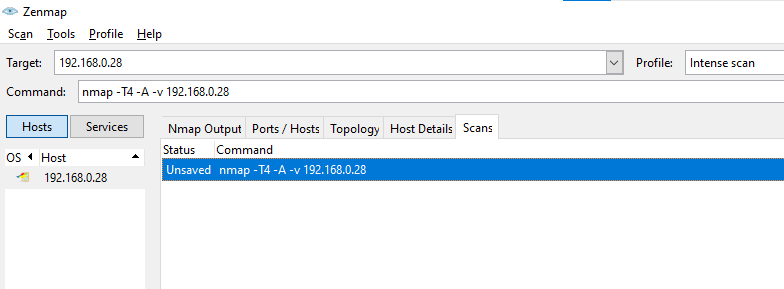 Zenmap
Scan Tools Profile Help
Target: 192.168.0.28 Profile: Intense scan
Command: nmap -T4 -A -v 192.168.0.28
Hosts Services Nmap Output Ports / Hosts Topology Host Details Scans
OS Host Status Command
192.168.0.28 Unsaved nmap -T4 -A -v 192.168.0.28